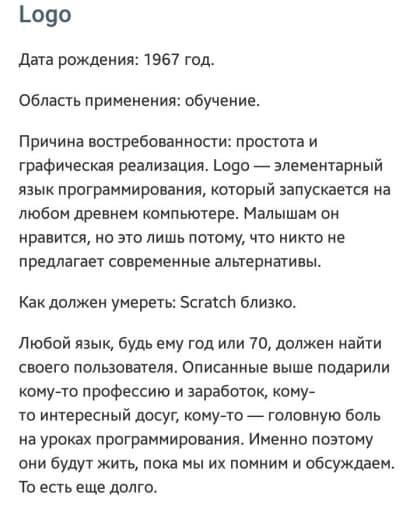 Logo
Дата рождения: 1967 год.
Область применения: обучение.
Причина востребованности: простота и
графическая реализация. Logo — элементарный
язык программирования, который запускается на
любом древнем компьютере. Малышам он
нравится, но это лишь потому, что никто не
предлагает современные альтернативы.
Как должен умереть: Scratch близко.
Любой язык, будь ему год или 70, должен найти
своего пользователя. Описанные выше подарили
кому-то профессию и заработок, кому-
то интересный досуг, кому-то — головную боль
на уроках программирования. Именно поэтому
они будут жить, пока мы их помним и обсуждаем.
То есть еще долго.